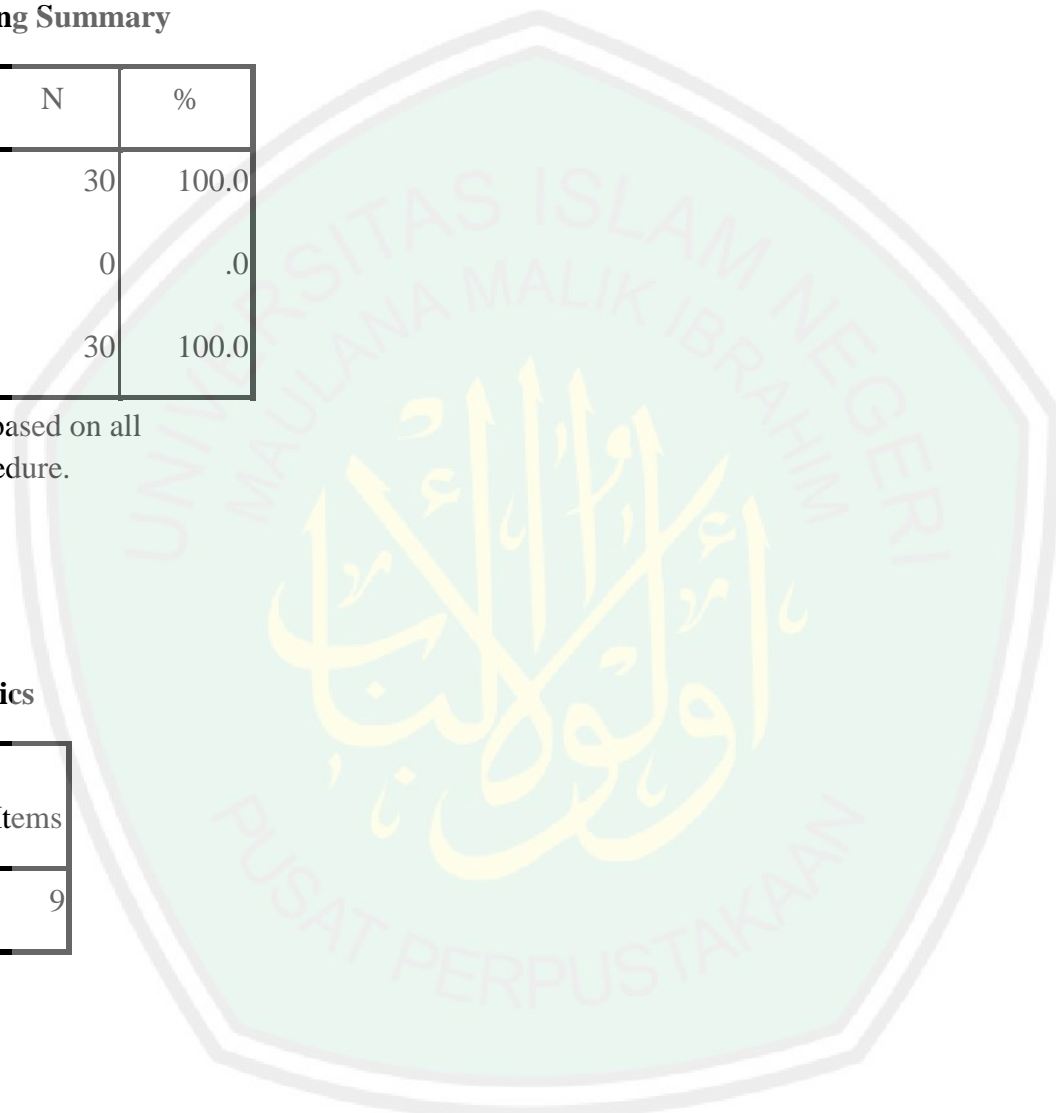 ng Summary
N %
30 100.0
0 .0
30 100.0
based on all
edure.
ics
Items
9
UNIVERSITAS ISLAM NEGERI
MAULANA MALIK IBRAHIM
PUSAT PERPUSTAKAAN